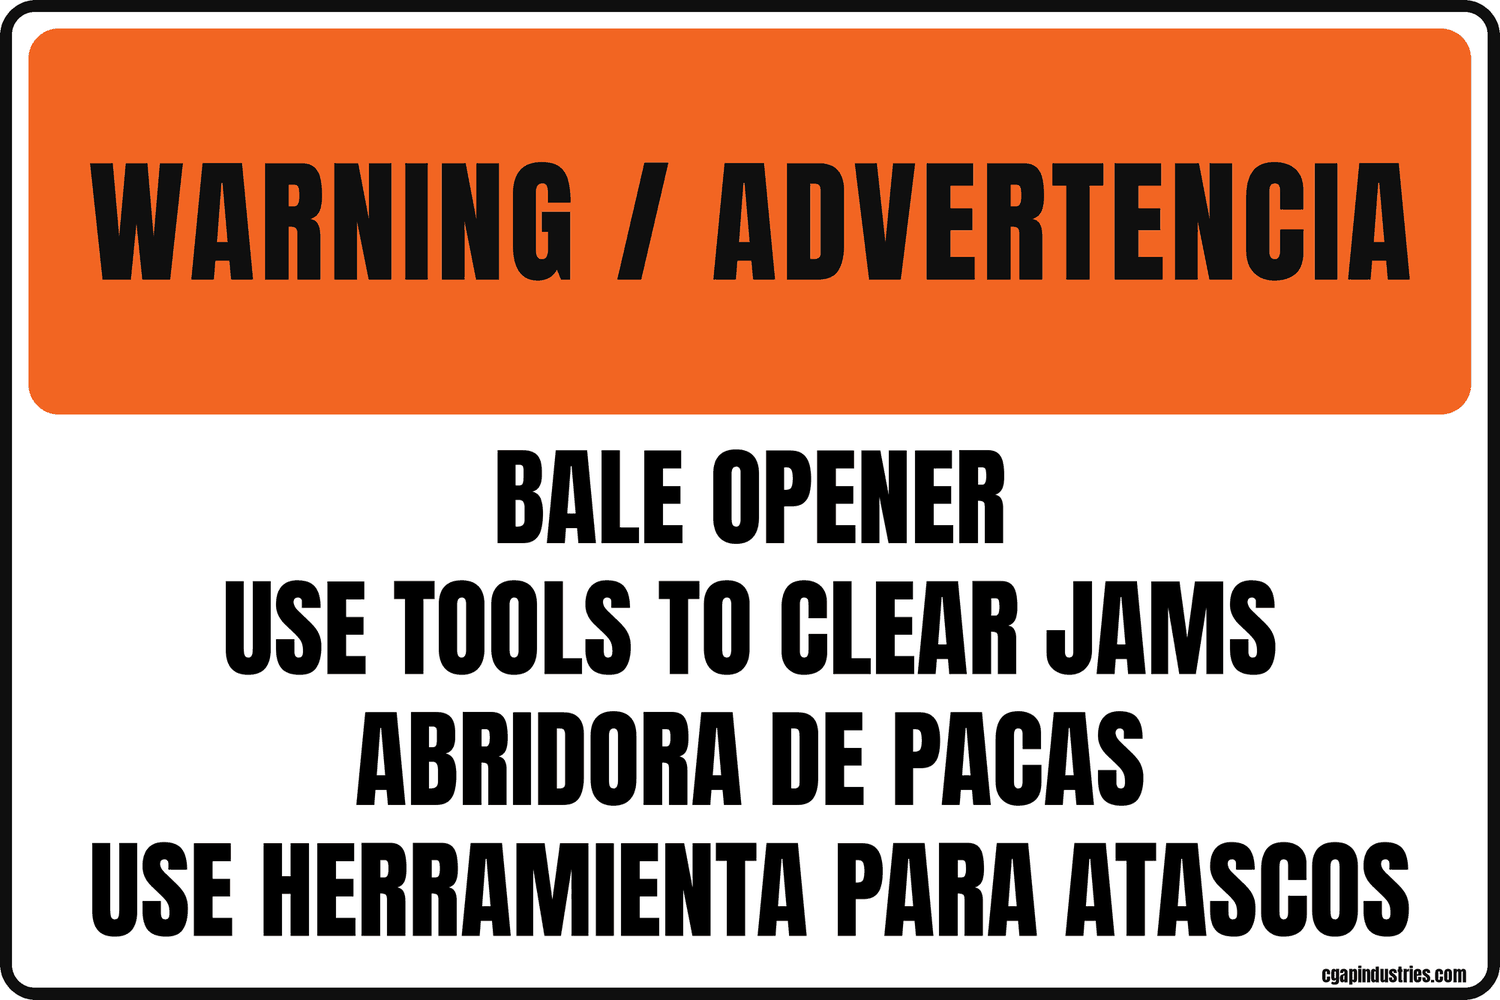 WARNING / ADVERTENCIA
BALE OPENER
USE TOOLS TO CLEAR JAMS
ABRIDORA DE PACAS
USE HERRAMIENTA PARA ATASCOS
cgapindustries.com